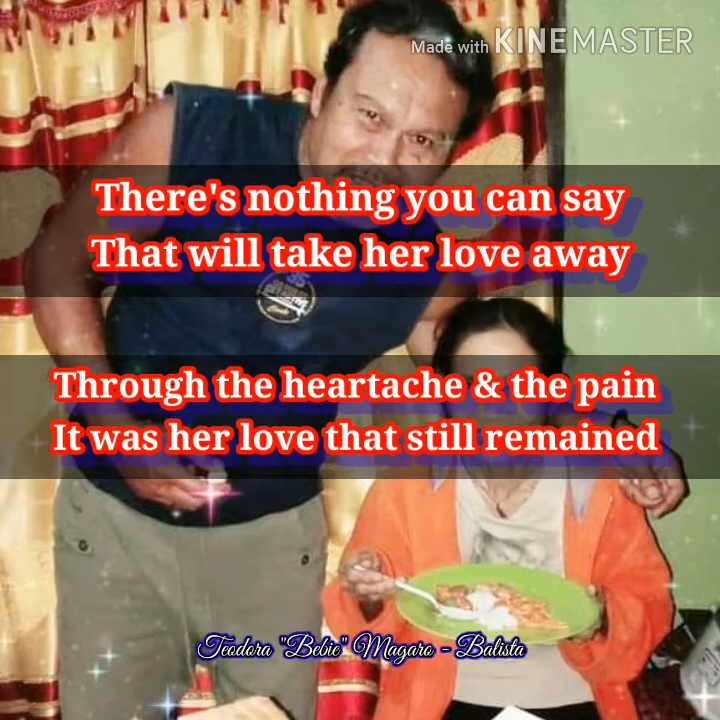 Made with KINEMASTER
There's nothing you can say
That will take her love away
Through the heartache & the pain
It was her love that still remained
Teodora "Bebie" Magaro - Balista